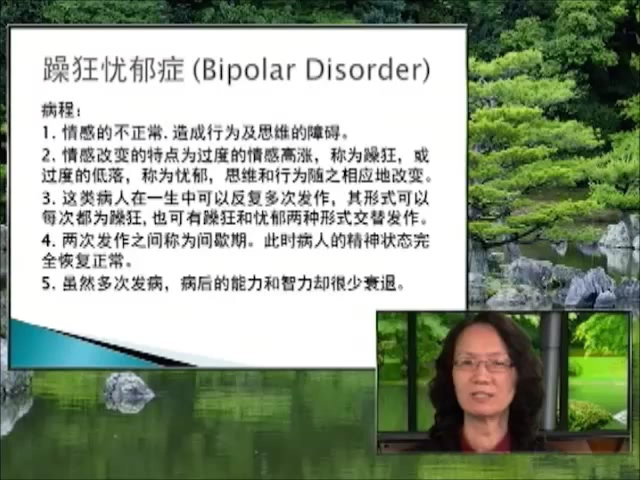 躁狂忧郁症 (Bipolar Disorder)
病程：
1. 情感的不正常. 造成行为及思维的障碍。
2. 情感改变的特点为过度的情感高涨，称为躁狂，或
过度的低落，称为忧郁，思维和行为随之相应地改变。
3. 这类病人在一生中可以反复多次发作，其形式可以
每次都为躁狂, 也可有躁狂和忧郁两种形式交替发作。
4. 两次发作之间称为间歇期。此时病人的精神状态完
全恢复正常。
5. 虽然多次发病，病后的能力和智力却很少衰退。